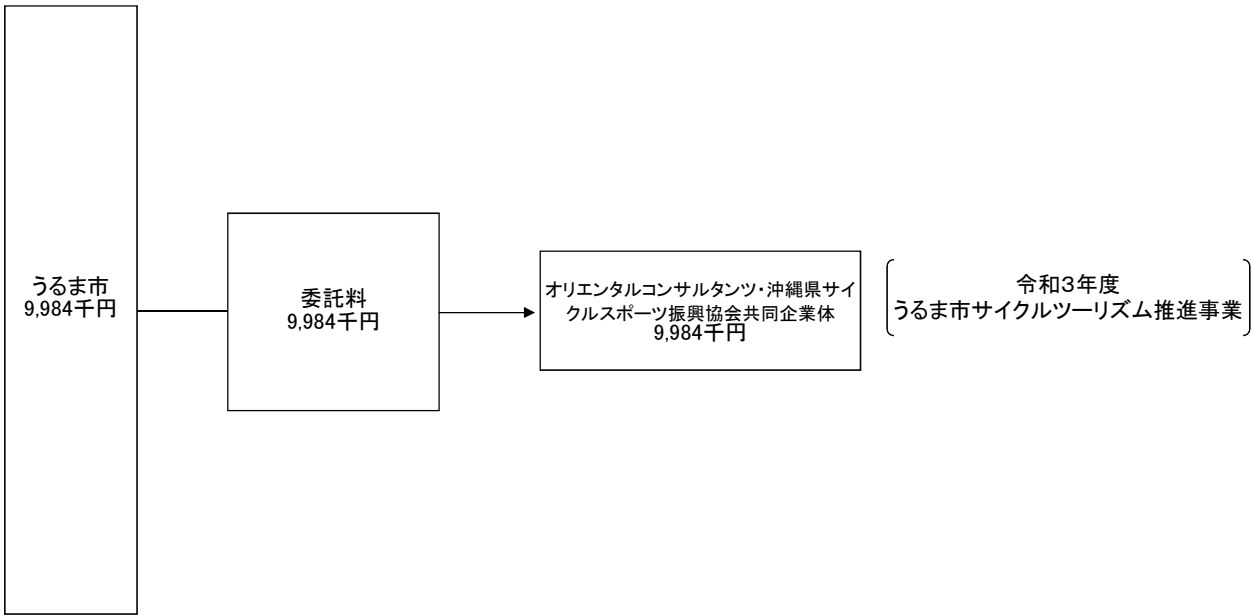 うるま市
9,984千円
委託料
9,984千円
オリエンタルコンサルタンツ・沖縄県サイ
クルスポーツ振興協会共同企業体
9,984千円
令和3年度
うるま市サイクルツーリズム推進事業